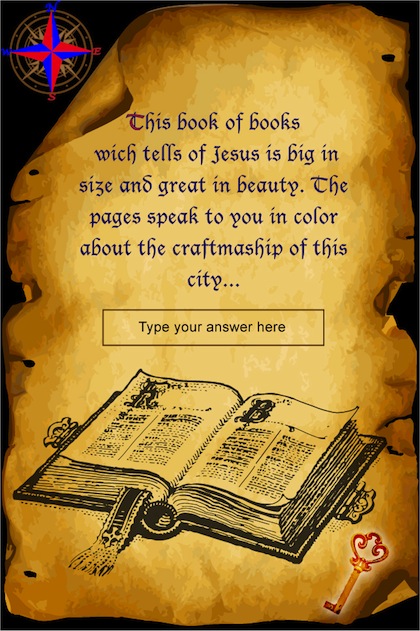 N
W E
S
This book of books
wich tells of Jesus is big in
size and great in beauty. The
pages speak to you in color
about the craftmaship of this
city...
Type your answer here